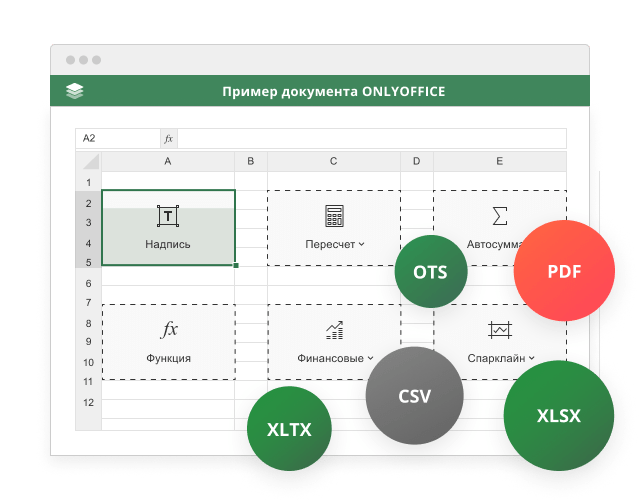 Пример документа ONLYOFFICE
A2 fx
A B C D E
1
2
3
4
5
6
7
8
9
10
11
12
T
Надпись
Пересчет
Автосумма
fx
Функция
Финансовые
Спарклайн
OTS
PDF
CSV
XLTX
XLSX